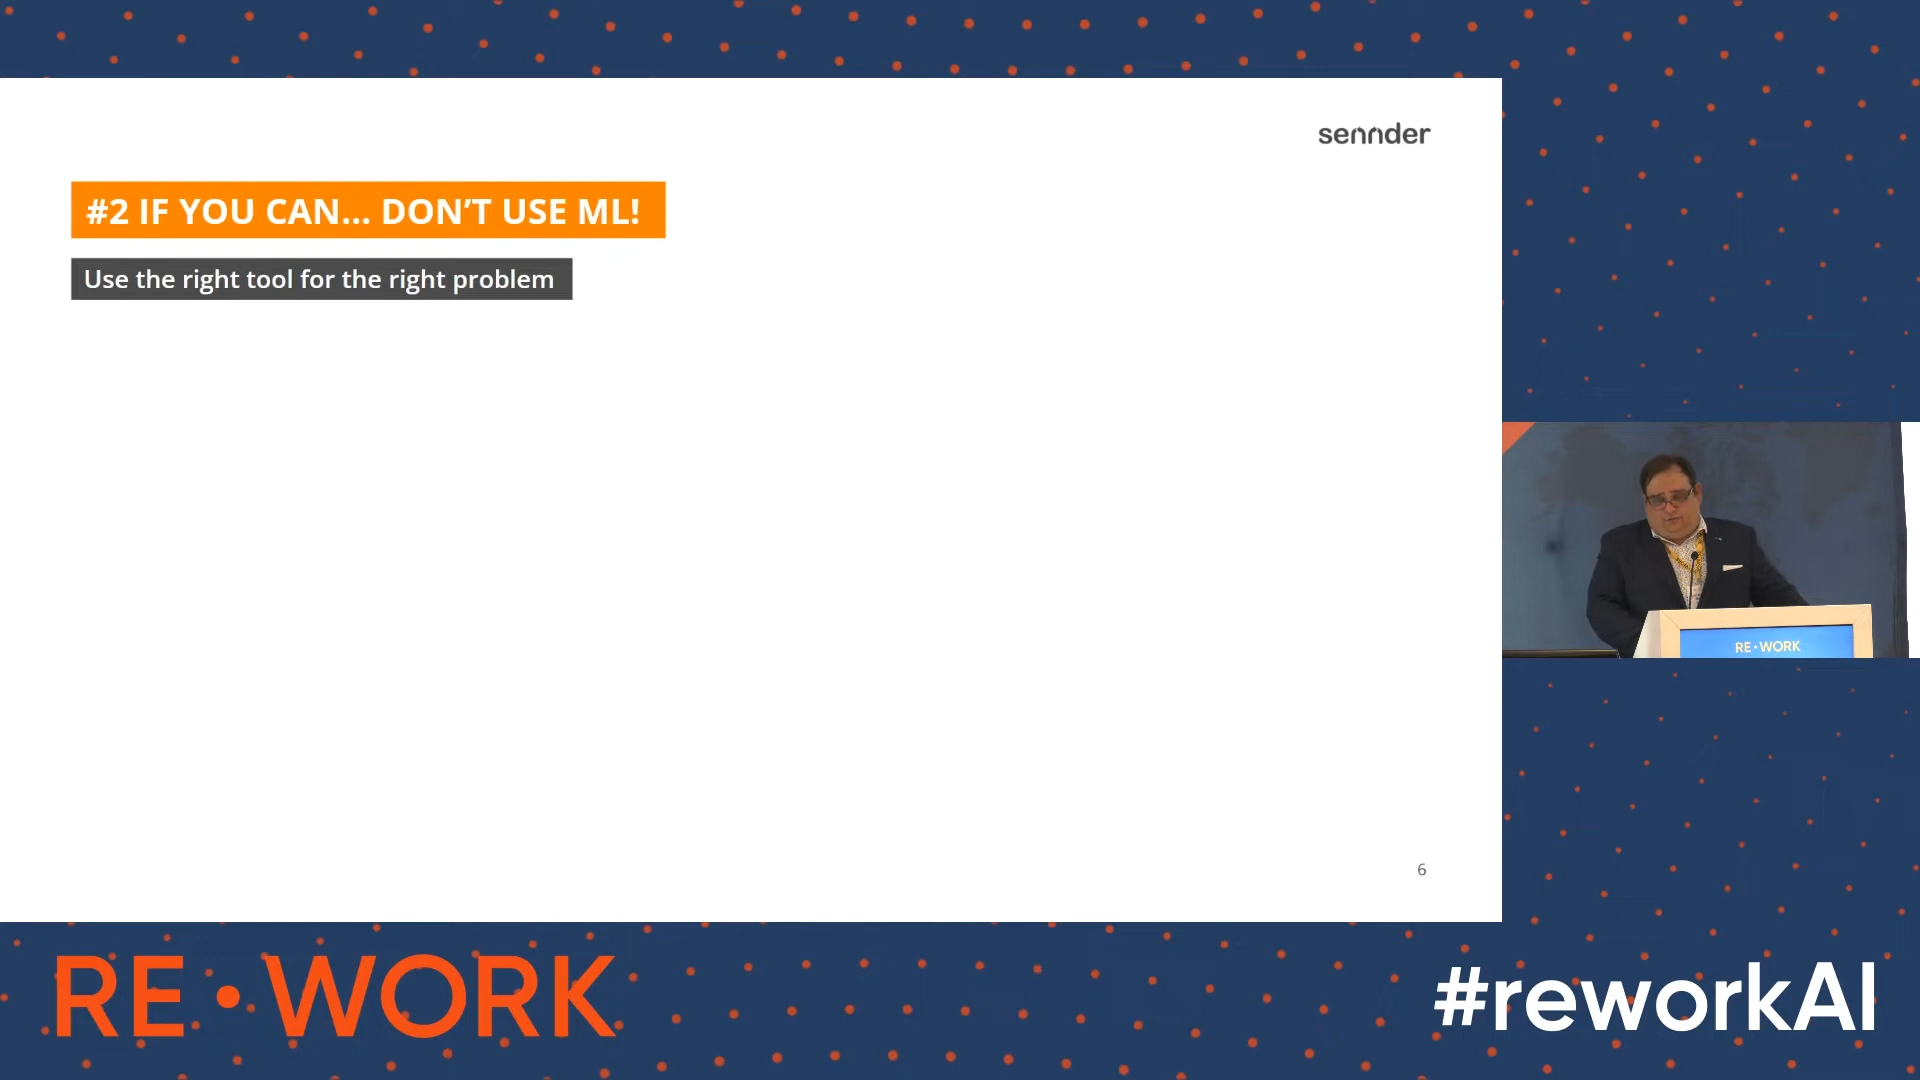 sennder
#2 IF YOU CAN... DON'T USE ML!
Use the right tool for the right problem
RE•WORK
6
RE•WORK
#reworkAI